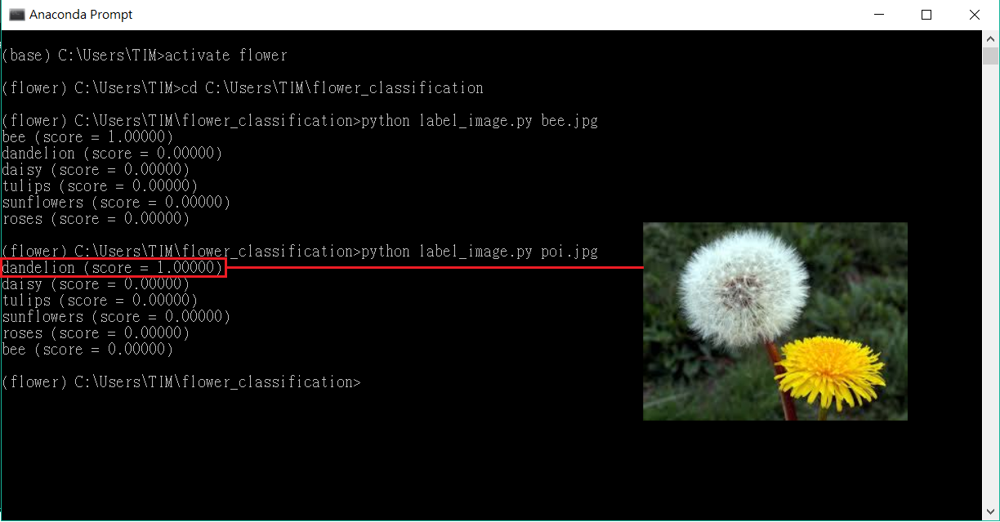 Anaconda Prompt
(base) C:\Users\TIM>activate flower
(flower) C:\Users\TIM>cd C:\Users\TIM\flower_classification
(flower) C:\Users\TIM\flower_classification>python label_image.py bee.jpg
bee (score = 1.00000)
dandelion (score = 0.00000)
daisy (score = 0.00000)
tulips (score = 0.00000)
sunflowers (score = 0.00000)
roses (score = 0.00000)
(flower) C:\Users\TIM\flower_classification>python label_image.py poi.jpg
dandelion (score = 1.00000)
daisy (score = 0.00000)
tulips (score = 0.00000)
sunflowers (score = 0.00000)
roses (score = 0.00000)
bee (score = 0.00000)
(flower) C:\Users\TIM\flower_classification>